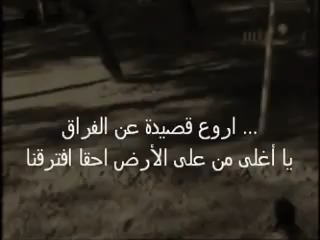 ... اروع قصيدة عن الفراق
يا أغلى من على الأرض احقا افترقنا